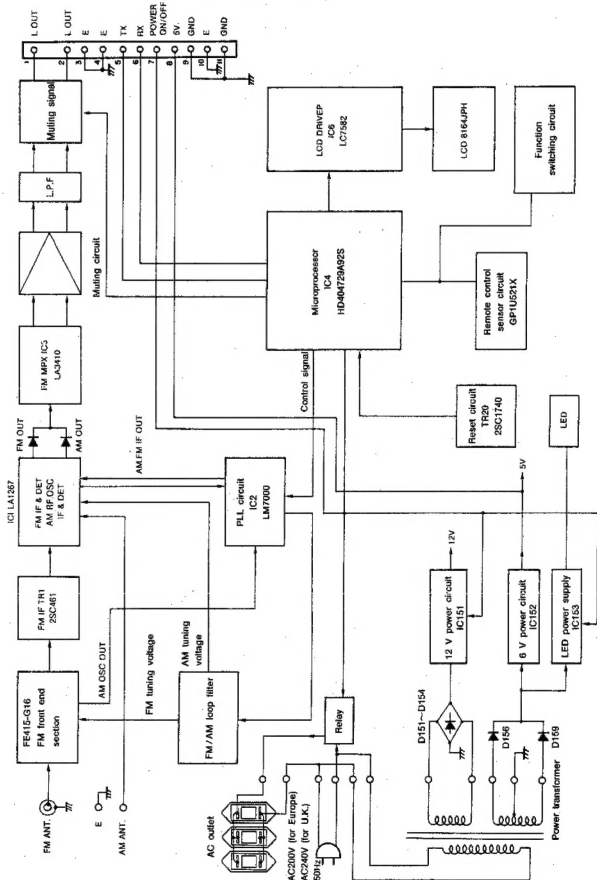 1 L OUT
2 L OUT
3 E
4 E
5 TX
6 RX
7 POWER
ON/OFF
8 5V.
9 GND
10 E
11 GND
Muting signal
L.P.F
Muting circuit
FM MPX IC5
LA3410
FM OUT
AM OUT
ICI LA1267
FM IF & DET
AM RF.OSC
IF & DET
AM.FM IF OUT
FM IF TR1
2SC461
FE415-G16
FM front end
section
FM ANT.
E
AM ANT.
AM OSC OUT
FM tuning voltage
AM tuning
voltage
FM/AM loop filter
PLL circuit
IC2
LM7000
Control signal
Microprocessor
IC4
HD404729A92S
LCD DRIVEP
IC6
LC7582
LCD 8164JPH
Function
switching circuit
Remote control
sensor circuit
GP1U521X
Reset circuit
TR20
2SC1740
LED
AC outlet
AC200V (for Europe)
AC240V (for U.K.)
50Hz
Relay
D151~D154
12 V power circuit
IC151
12V
6 V power circuit
IC152
5V
LED power supply
IC153
D156
D159
Power transformer